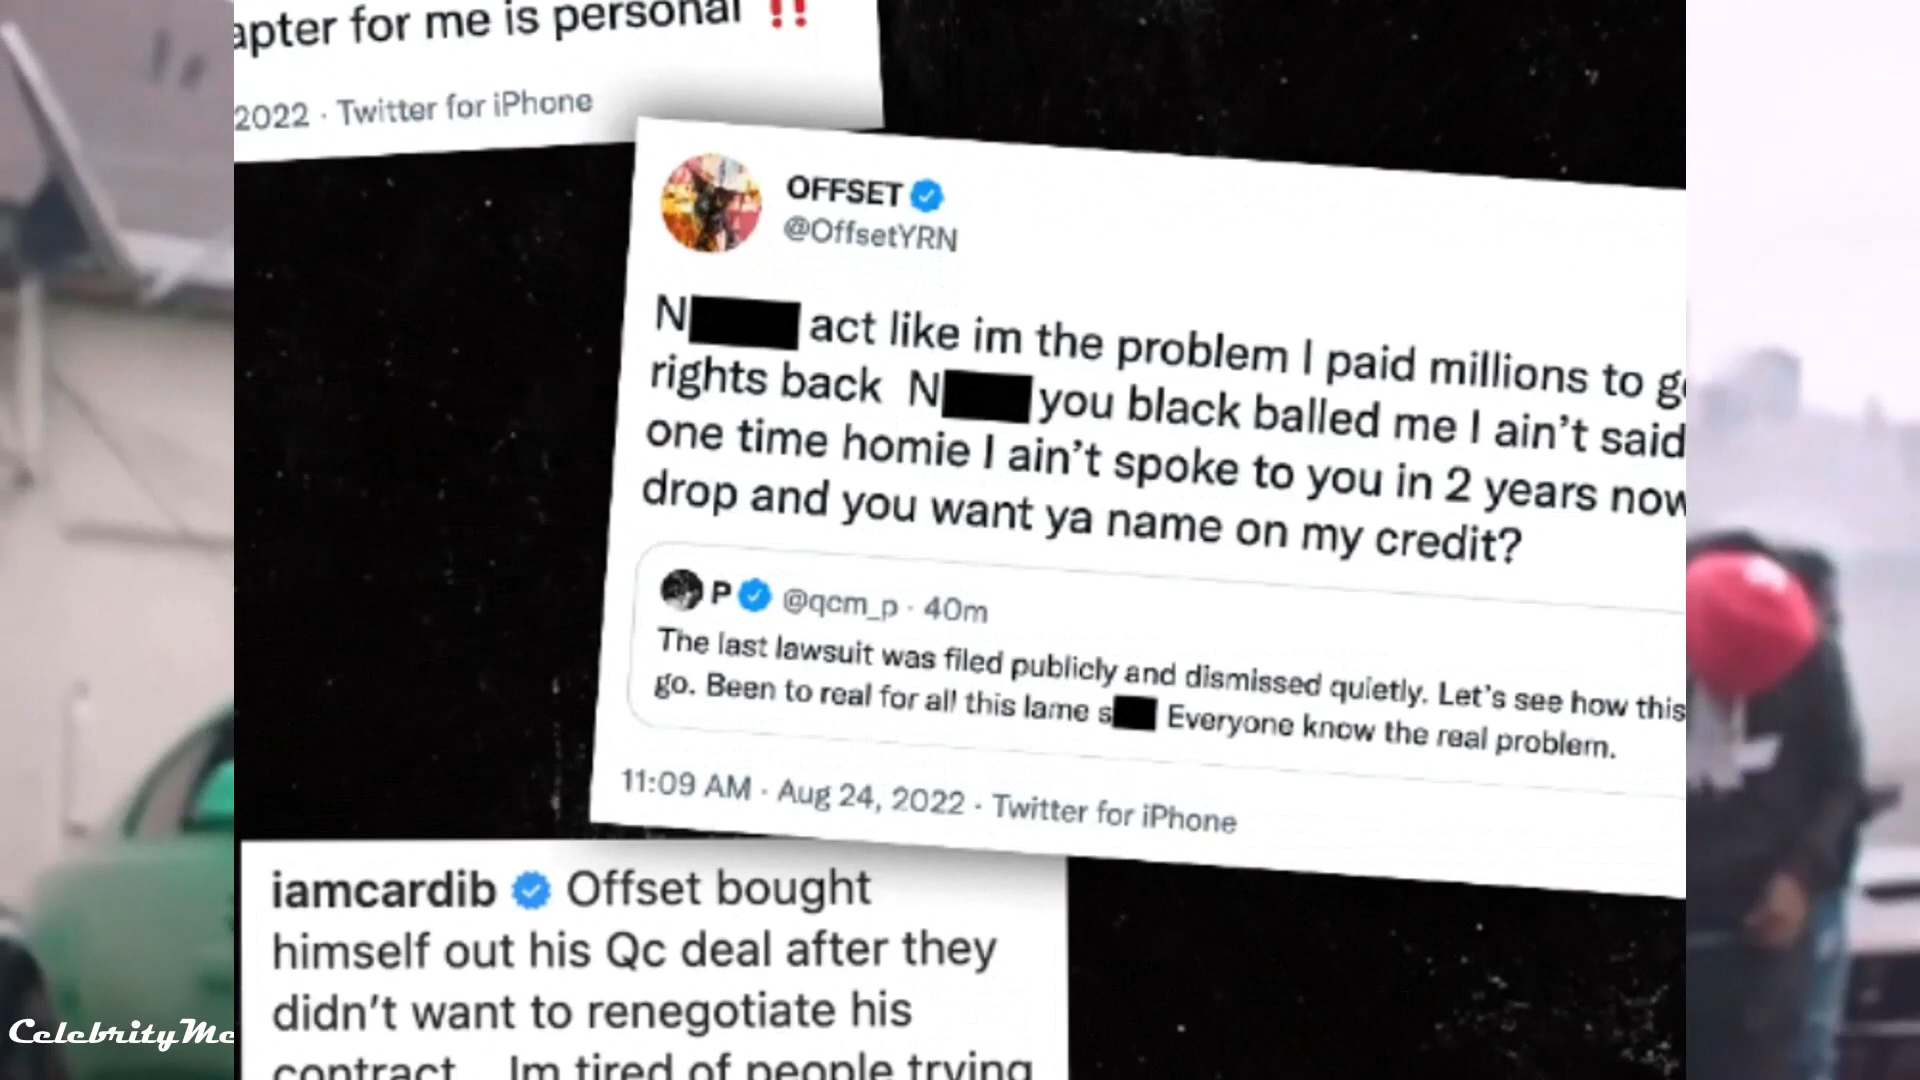 apter for me is personal ‼
2022 · Twitter for iPhone
OFFSET
@OffsetYRN
N act like im the problem I paid millions to g
rights back N you black balled me I ain't said
one time homie I ain't spoke to you in 2 years now
drop and you want ya name on my credit?
P @qcm_p · 40m
The last lawsuit was filed publicly and dismissed quietly. Let's see how this
go. Been to real for all this lame s Everyone know the real problem.
11:09 AM · Aug 24, 2022 · Twitter for iPhone
iamcardib Offset bought
himself out his Qc deal after they
didn't want to renegotiate his
contract Im tired of people trying
CelebrityMe